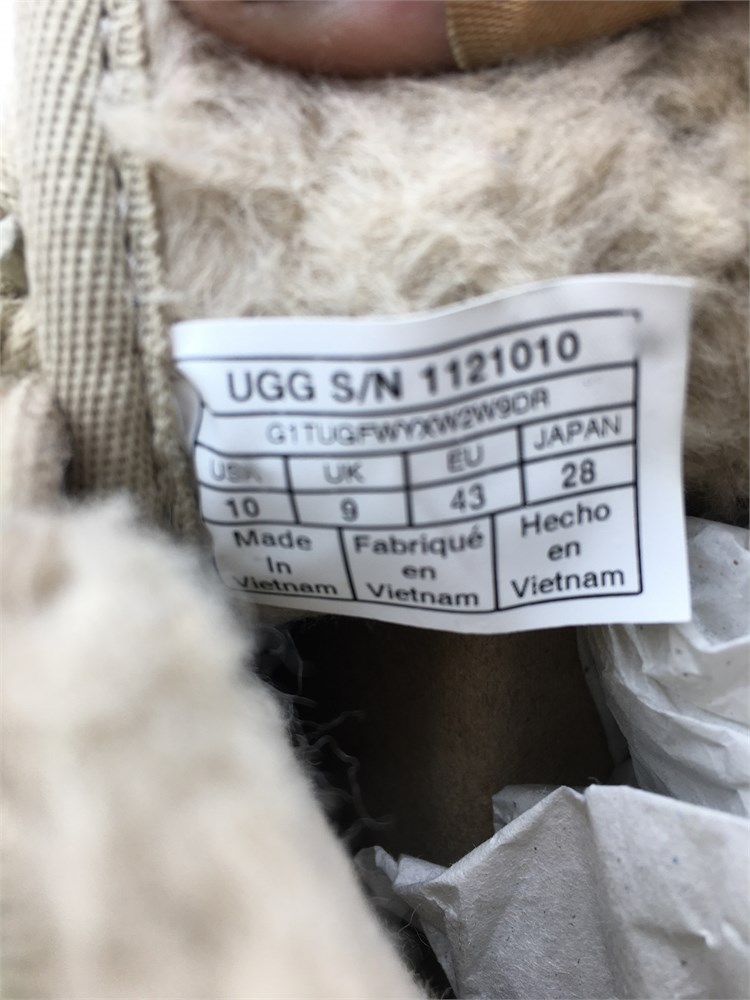 UGG S/N 1121010
G1TUGFWYXW2W9DR
USA UK EU JAPAN
10 9 43 28
Made Fabriqué Hecho
In en en
Vietnam Vietnam Vietnam